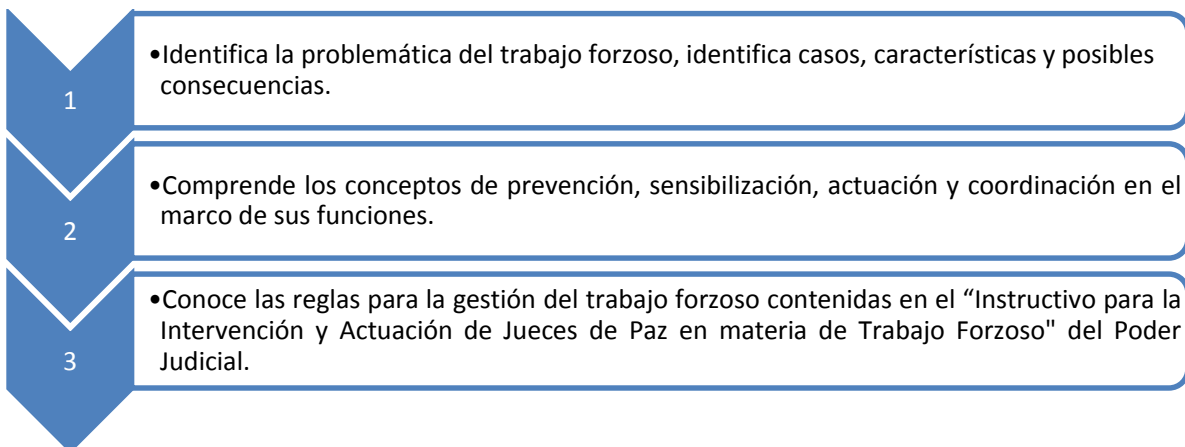 1
•Identifica la problemática del trabajo forzoso, identifica casos, características y posibles
consecuencias.
2
•Comprende los conceptos de prevención, sensibilización, actuación y coordinación en el
marco de sus funciones.
3
•Conoce las reglas para la gestión del trabajo forzoso contenidas en el “Instructivo para la
Intervención y Actuación de Jueces de Paz en materia de Trabajo Forzoso" del Poder
Judicial.